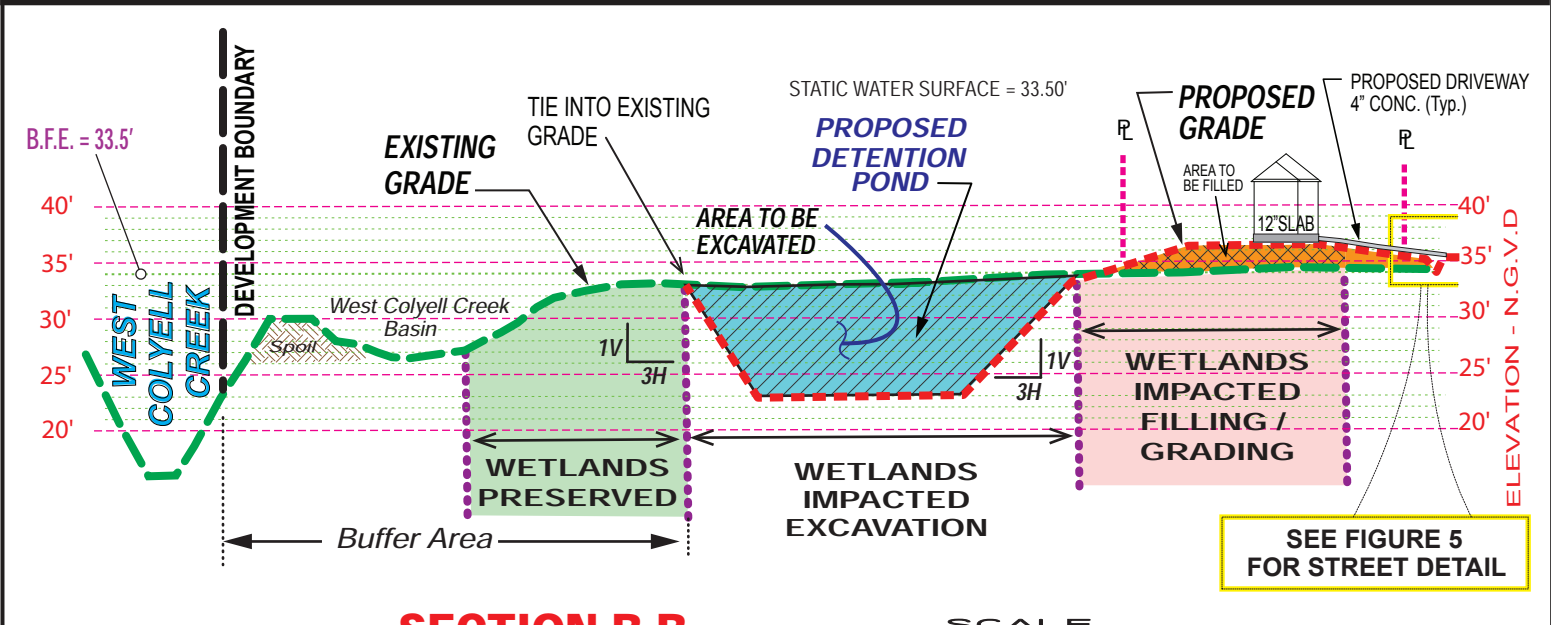 STATIC WATER SURFACE = 33.50'
B.F.E. = 33.5'
DEVELOPMENT BOUNDARY
EXISTING
GRADE
TIE INTO EXISTING
GRADE
PROPOSED
DETENTION
POND
AREA TO BE
EXCAVATED
PROPOSED
GRADE
AREA TO
BE FILLED
12"SLAB
PROPOSED DRIVEWAY
4" CONC. (Typ.)
PL
PL
40'
35'
30'
25'
20'
WEST
COLYELL
CREEK
Spoil
West Colyell Creek
Basin
1V
3H
1V
3H
WETLANDS
PRESERVED
Buffer Area
WETLANDS
IMPACTED
EXCAVATION
WETLANDS
IMPACTED
FILLING /
GRADING
40'
35'
30'
25'
20'
ELEVATION - N.G.V.D
SEE FIGURE 5
FOR STREET DETAIL
SECTION B-B
SCALE